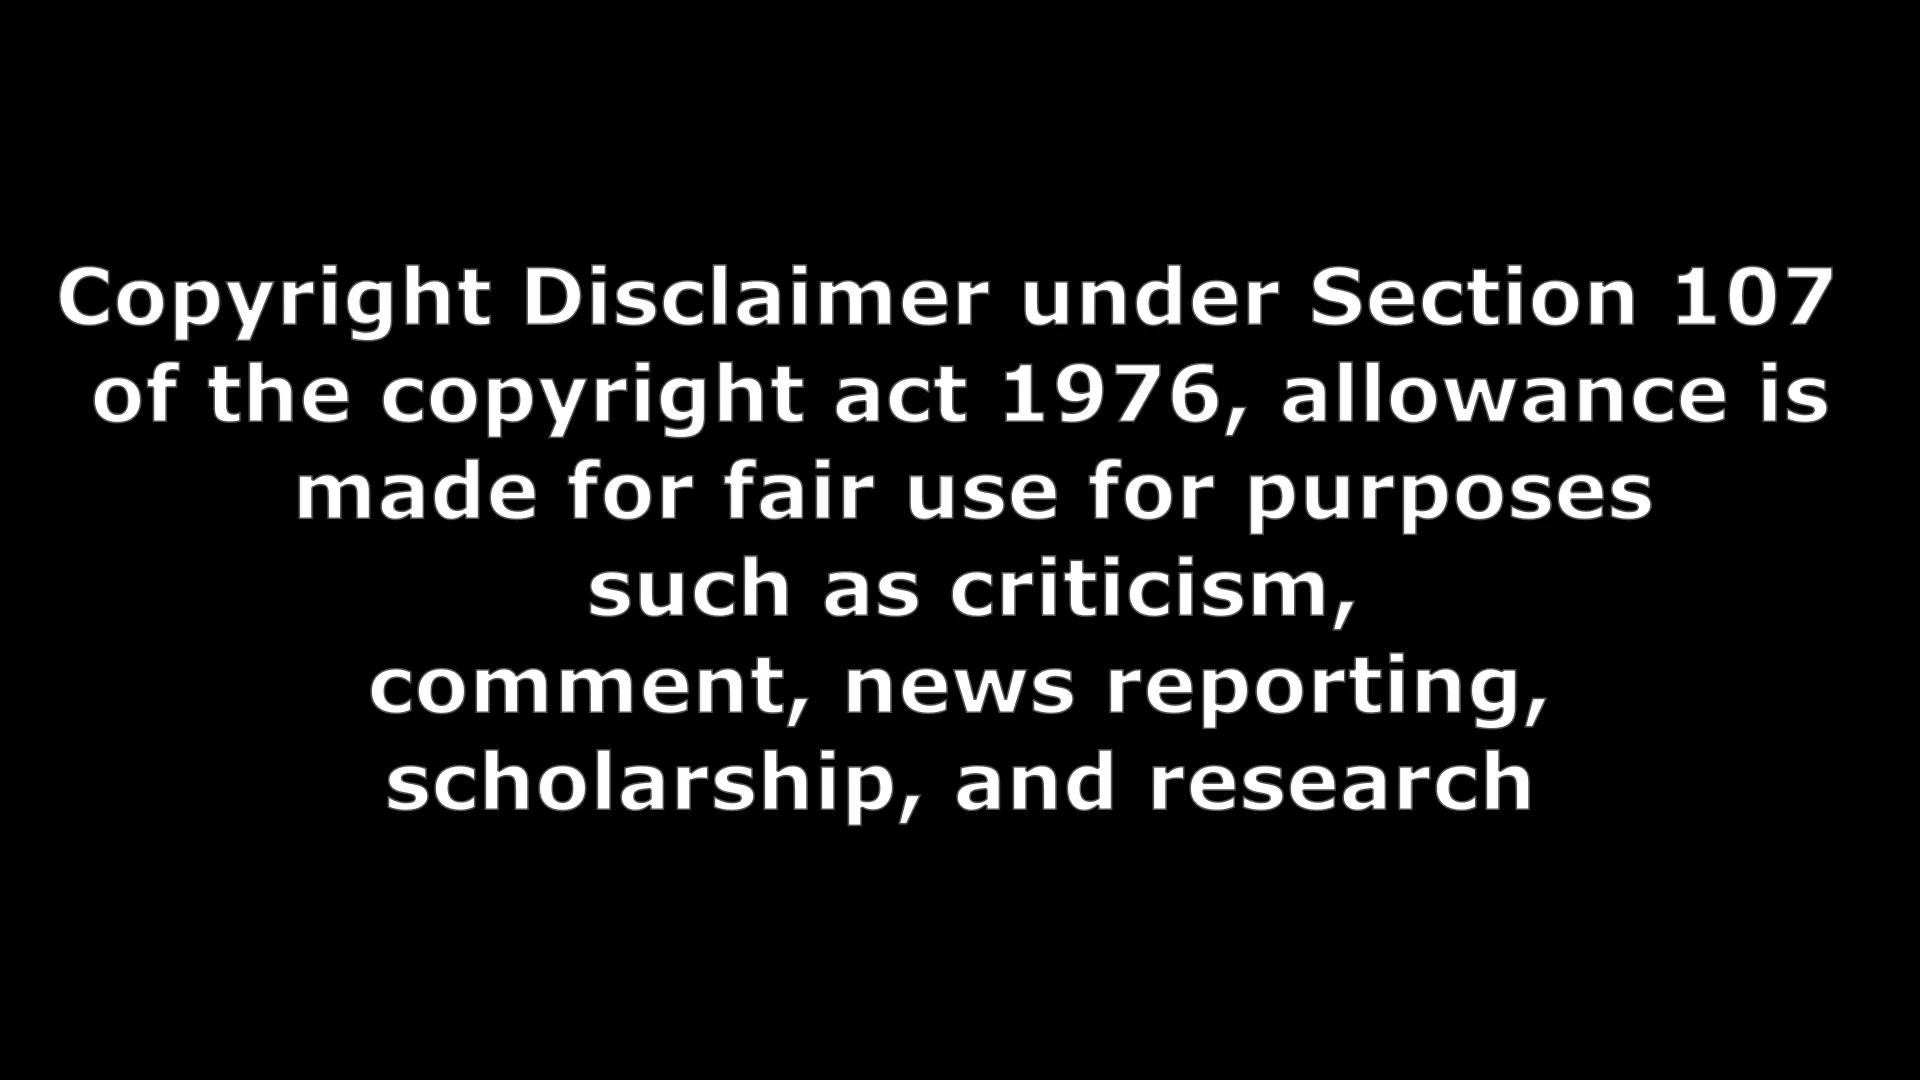 Copyright Disclaimer under Section 107
of the copyright act 1976, allowance is
made for fair use for purposes
such as criticism,
comment, news reporting,
scholarship, and research